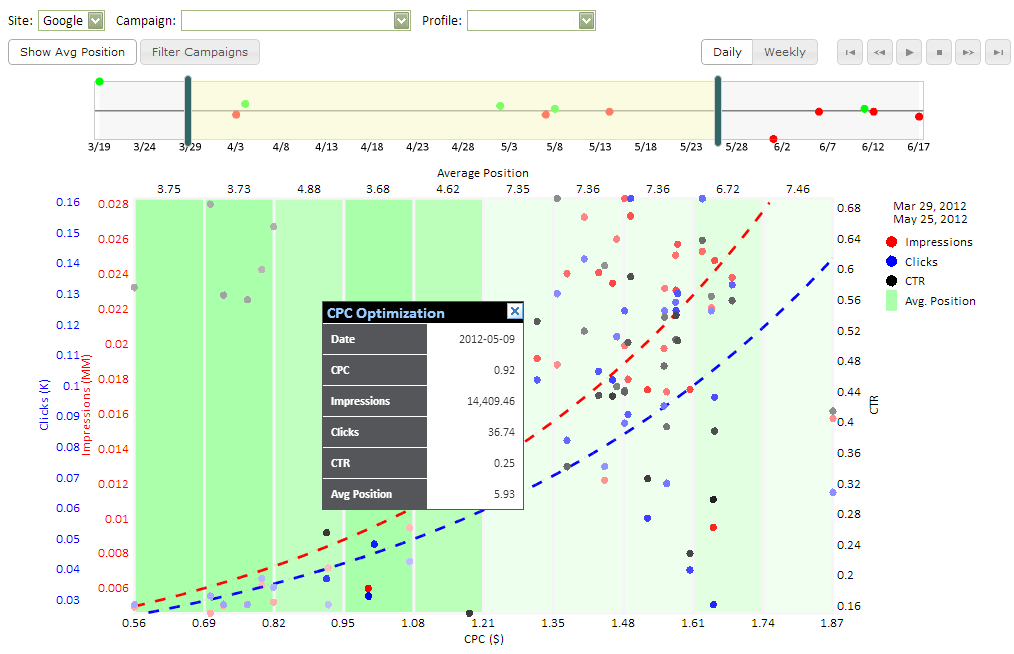 Site: Google Campaign: Profile:
Show Avg Position Filter Campaigns Daily Weekly
3/19 3/24 3/29 4/3 4/8 4/13 4/18 4/23 4/28 5/3 5/8 5/13 5/18 5/23 5/28 6/2 6/7 6/12 6/17
Average Position
3.75 3.73 4.88 3.68 4.62 7.35 7.36 7.36 6.72 7.46
Clicks (K)
0.16
0.15
0.14
0.13
0.12
0.11
0.1
0.09
0.08
0.07
0.06
0.05
0.04
0.03
Impressions (MM)
0.028
0.026
0.024
0.022
0.02
0.018
0.016
0.014
0.012
0.01
0.008
0.006
CPC Optimization
Date 2012-05-09
CPC 0.92
Impressions 14,409.46
Clicks 36.74
CTR 0.25
Avg Position 5.93
0.68
0.64
0.6
0.56
0.52
0.48
0.44
0.4
0.36
0.32
0.28
0.24
0.2
0.16
CTR
Mar 29, 2012
May 25, 2012
Impressions
Clicks
CTR
Avg. Position
0.56 0.69 0.82 0.95 1.08 1.21 1.35 1.48 1.61 1.74 1.87
CPC ($)